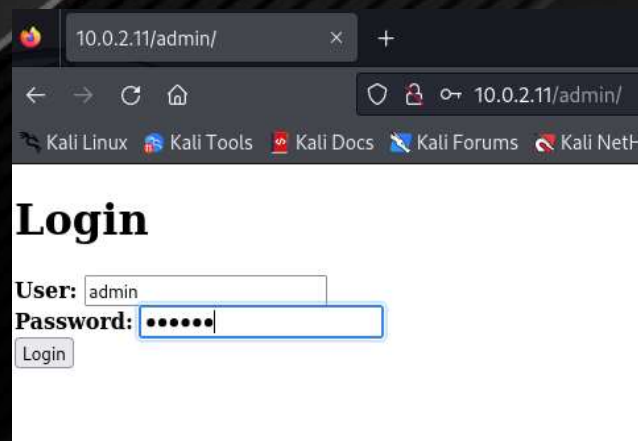 10.0.2.11/admin/
10.0.2.11/admin/
Kali Linux Kali Tools Kali Docs Kali Forums Kali NetH
Login
User: admin
Password: ••••••
Login